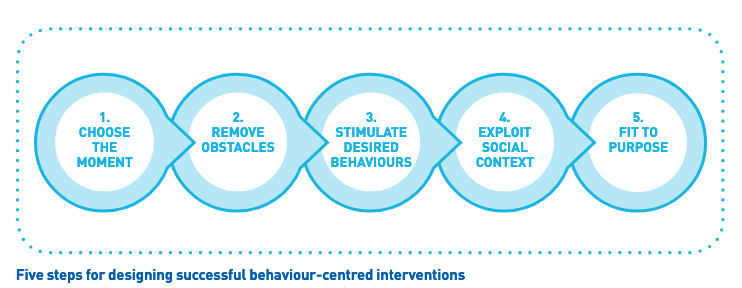 1.
CHOOSE
THE
MOMENT
2.
REMOVE
OBSTACLES
3.
STIMULATE
DESIRED
BEHAVIOURS
4.
EXPLOIT
SOCIAL
CONTEXT
5.
FIT TO
PURPOSE
Five steps for designing successful behaviour-centred interventions